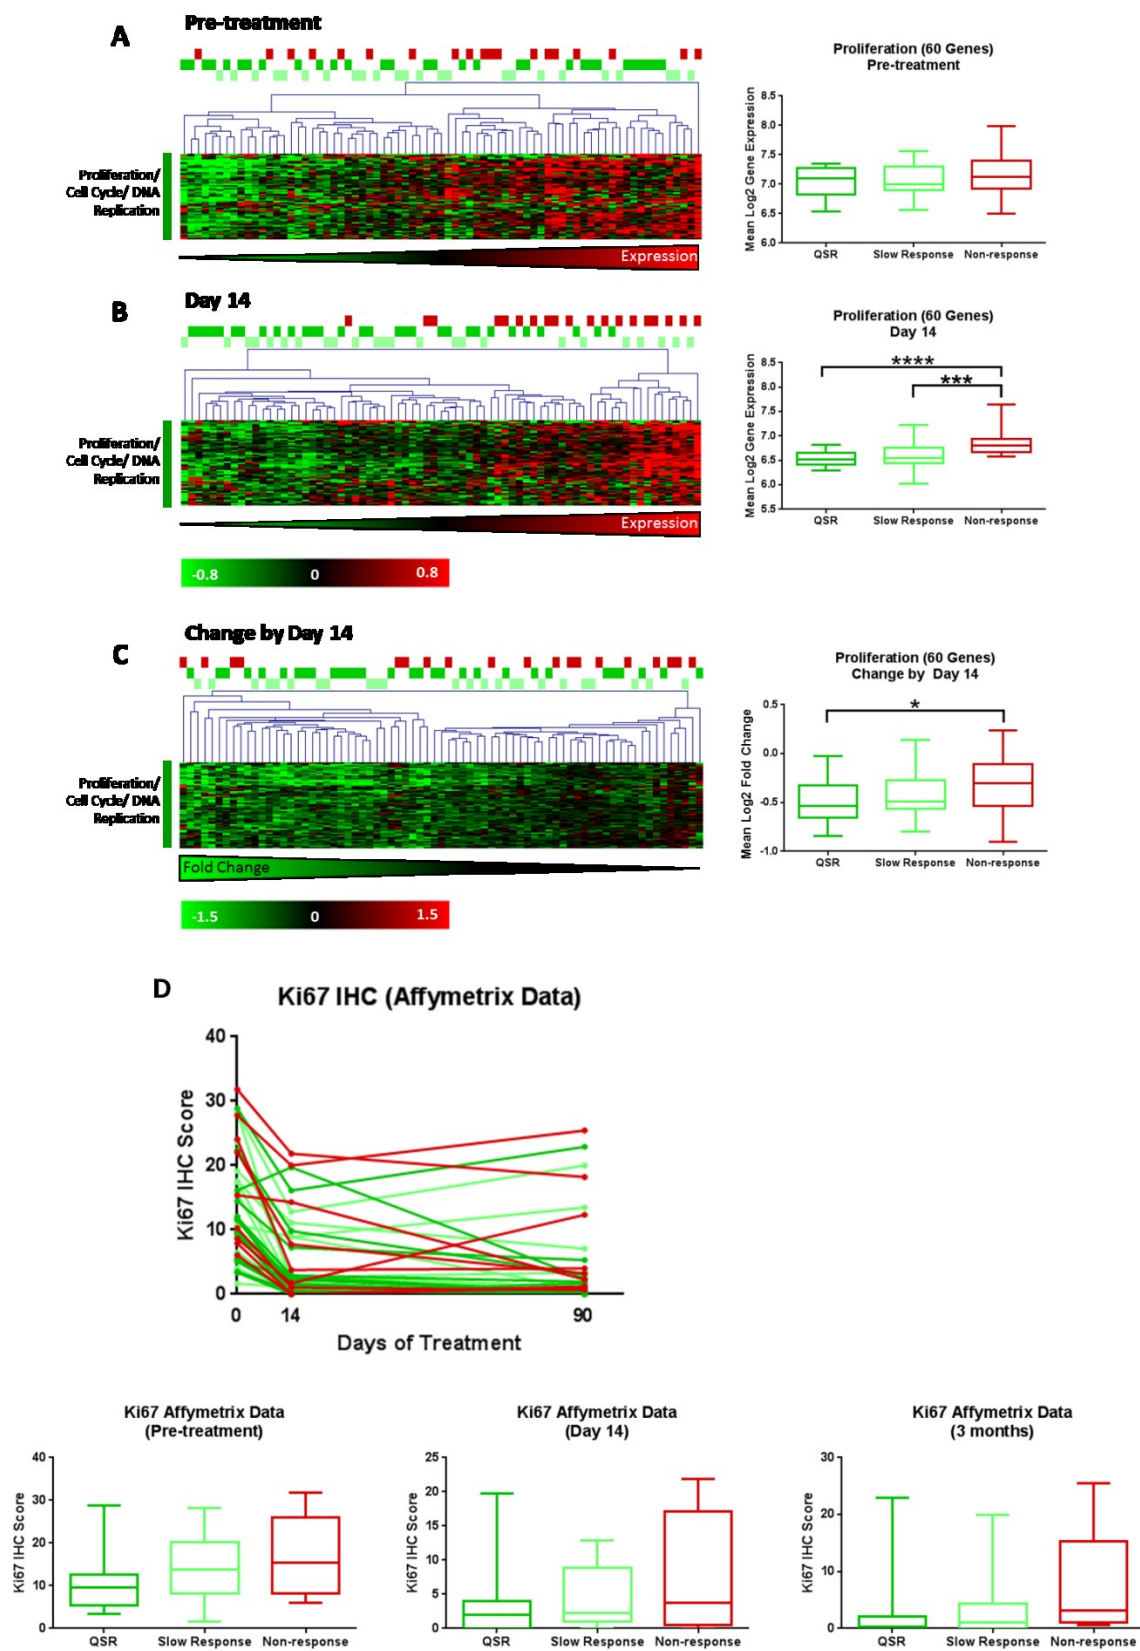 A
Pre-treatment
Proliferation/
Cell Cycle/ DNA
Replication
Expression
Proliferation (60 Genes)
Pre-treatment
Mean Log2 Gene Expression
8.5
8.0
7.5
7.0
6.5
6.0
QSR Slow Response Non-response
B
Day 14
Proliferation/
Cell Cycle/ DNA
Replication
Expression
-0.8 0 0.8
Proliferation (60 Genes)
Day 14
Mean Log2 Gene Expression
8.5
8.0
7.5
7.0
6.5
6.0
5.5
****
***
QSR Slow Response Non-response
C
Change by Day 14
Proliferation/
Cell Cycle/ DNA
Replication
Fold Change
-1.5 0 1.5
Proliferation (60 Genes)
Change by Day 14
Mean Log2 Fold Change
0.5
0.0
-0.5
-1.0
*
QSR Slow Response Non-response
D
Ki67 IHC (Affymetrix Data)
Ki67 IHC Score
40
30
20
10
0
0 14 90
Days of Treatment
Ki67 Affymetrix Data
(Pre-treatment)
Ki67 IHC Score
40
30
20
10
0
QSR Slow Response Non-response
Ki67 Affymetrix Data
(Day 14)
Ki67 IHC Score
25
20
15
10
5
0
QSR Slow Response Non-response
Ki67 Affymetrix Data
(3 months)
Ki67 IHC Score
30
20
10
0
QSR Slow Response Non-response